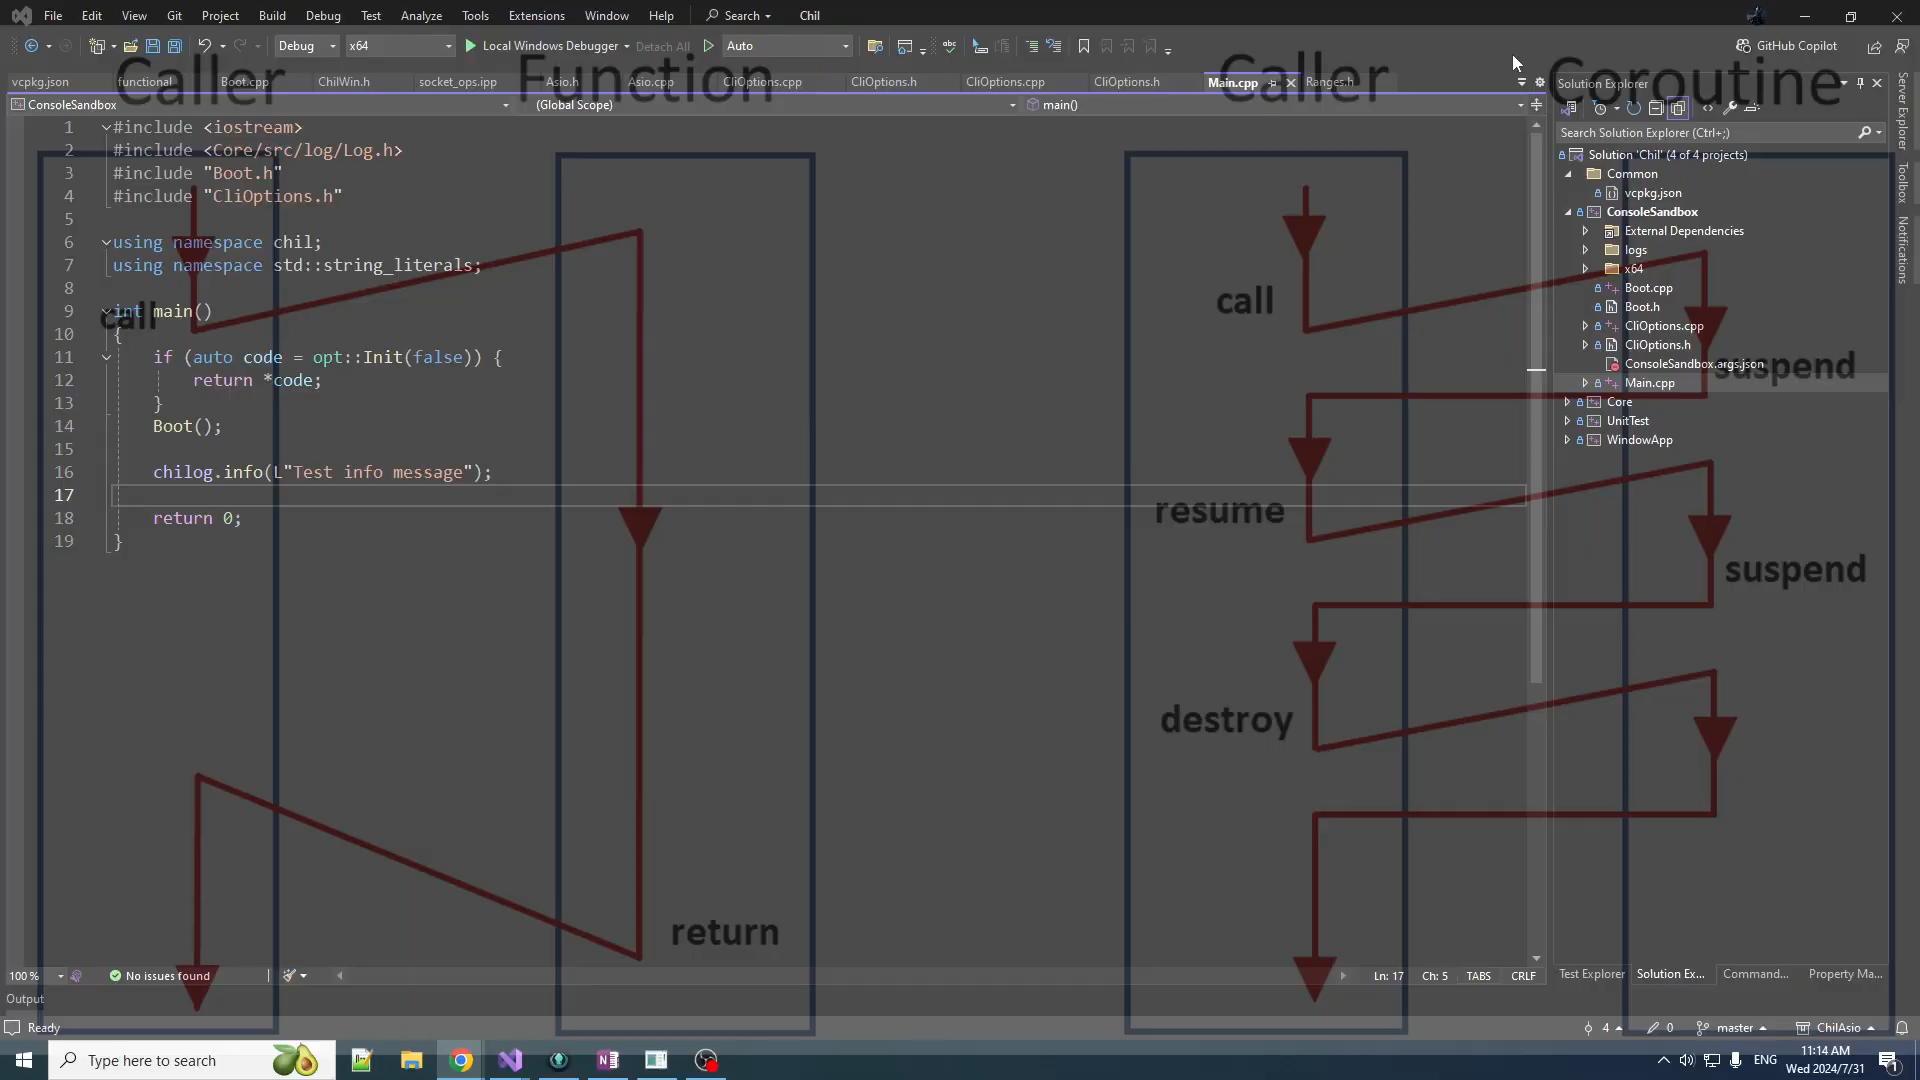 File Edit View Git Project Build Debug Test Analyze Tools Extensions Window Help Search Chil
Debug x64 Local Windows Debugger Detach All Auto GitHub Copilot
vcpkg.json functional Boot.cpp ChilWin.h socket_ops.ipp Asio.h Asio.cpp CliOptions.cpp CliOptions.h CliOptions.cpp CliOptions.h Main.cpp Ranges.h
Caller Function Caller Coroutine
ConsoleSandbox (Global Scope) main()
1 #include <iostream>
2 #include <Core/src/log/Log.h>
3 #include "Boot.h"
4 #include "CliOptions.h"
5
6 using namespace chil;
7 using namespace std::string_literals;
8
9 int main()
10 {
11 if (auto code = opt::Init(false)) {
12 return *code;
13 }
14 Boot();
15
16 chilog.info(L"Test info message");
17
18 return 0;
19 }
call
return
call
suspend
resume
suspend
destroy
Solution Explorer
Search Solution Explorer (Ctrl+;)
Solution 'Chil' (4 of 4 projects)
Common
vcpkg.json
ConsoleSandbox
External Dependencies
logs
x64
Boot.cpp
Boot.h
CliOptions.cpp
CliOptions.h
ConsoleSandbox.args.json
Main.cpp
Core
UnitTest
WindowApp
Server Explorer
Toolbox
Notifications
100 % No issues found Ln: 17 Ch: 5 TABS CRLF
Test Explorer Solution Ex... Command... Property Ma...
Output
Ready 4 0 master ChilAsio
Type here to search ENG 11:14 AM
Wed 2024/7/31 1